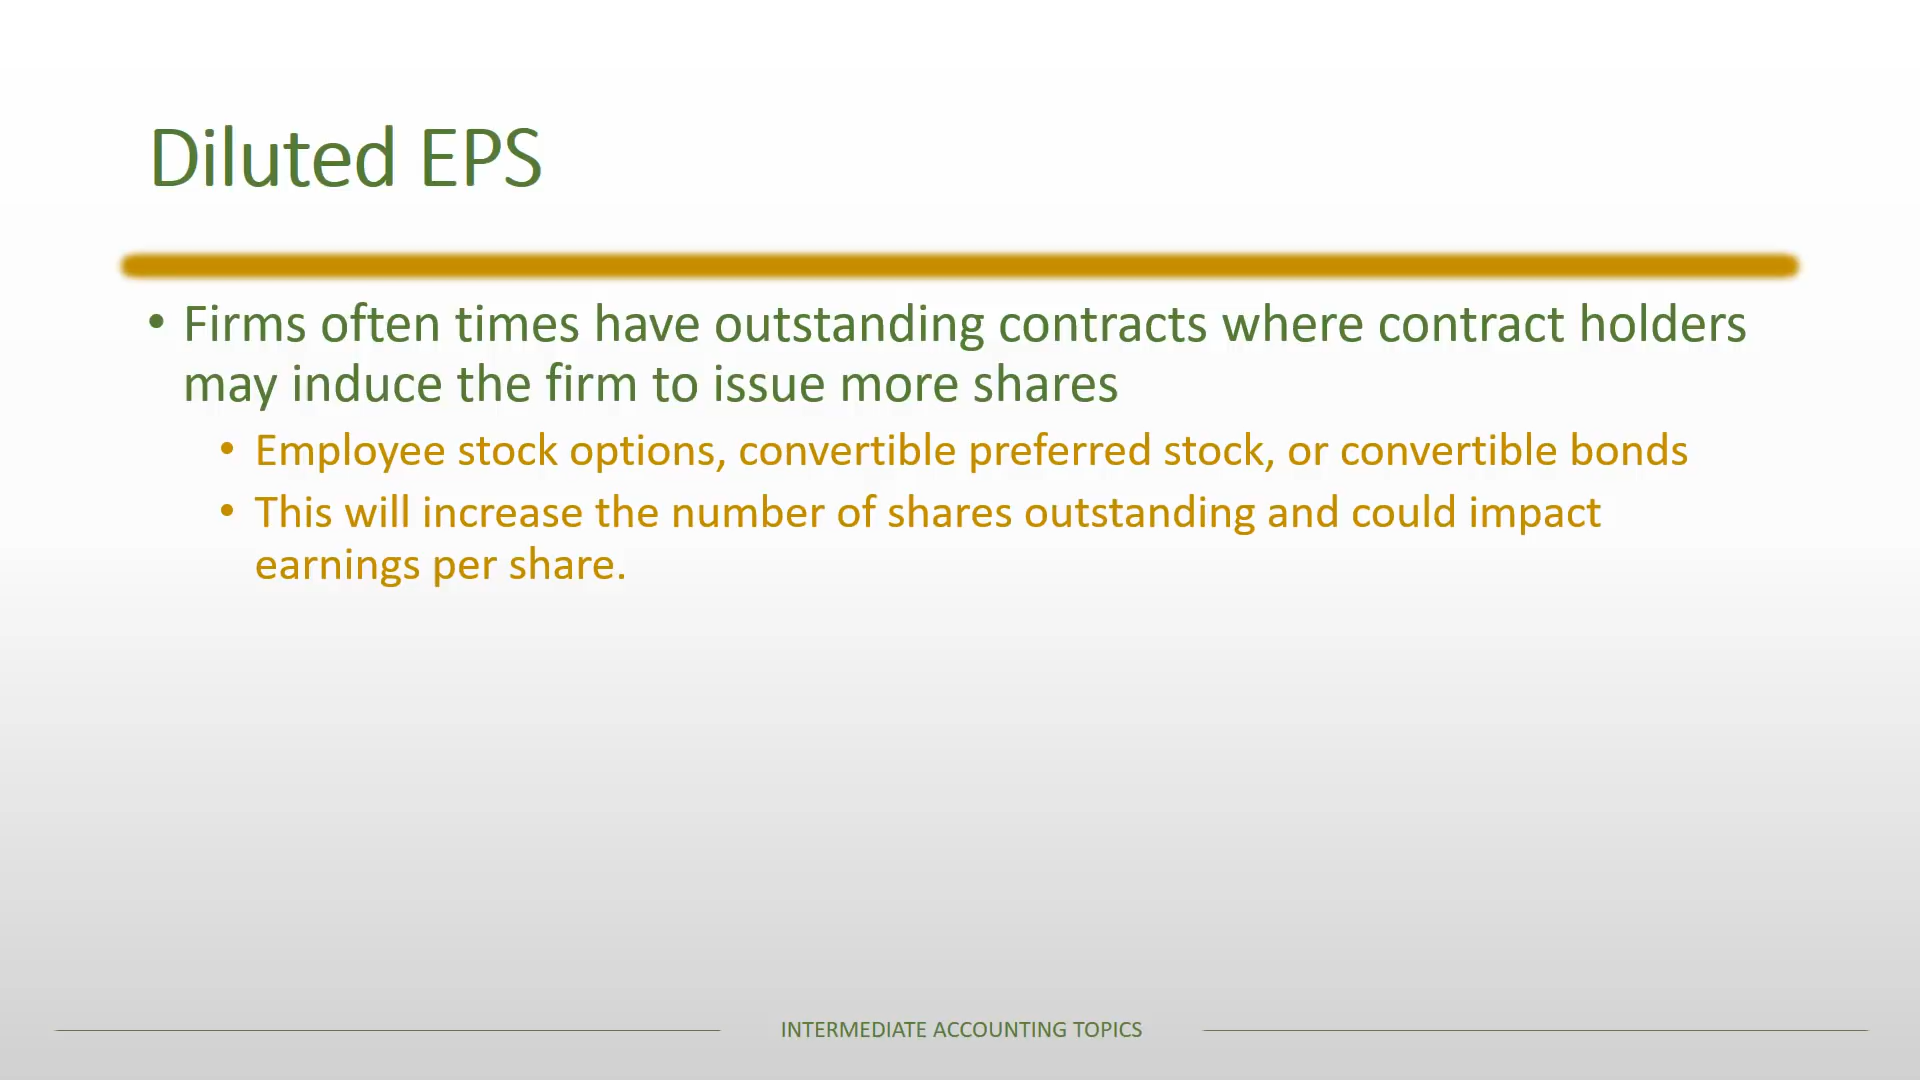 Diluted EPS
• Firms often times have outstanding contracts where contract holders
may induce the firm to issue more shares
• Employee stock options, convertible preferred stock, or convertible bonds
• This will increase the number of shares outstanding and could impact
earnings per share.
INTERMEDIATE ACCOUNTING TOPICS